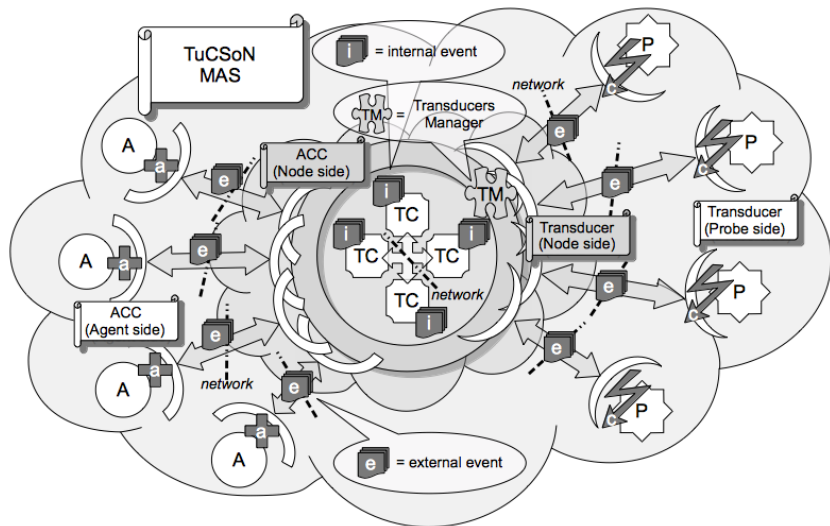 TuCSoN
MAS
i = internal event
TM = Transducers
Manager
network
P
c
e
A
a
e
ACC
(Node side)
e
P
c
i
TC
TM
i
TC
TC
i
network
TC
i
Transducer
(Node side)
Transducer
(Probe side)
A
a
e
e
P
c
ACC
(Agent side)
e
e
A
a
network
e
P
c
A
a
e = external event